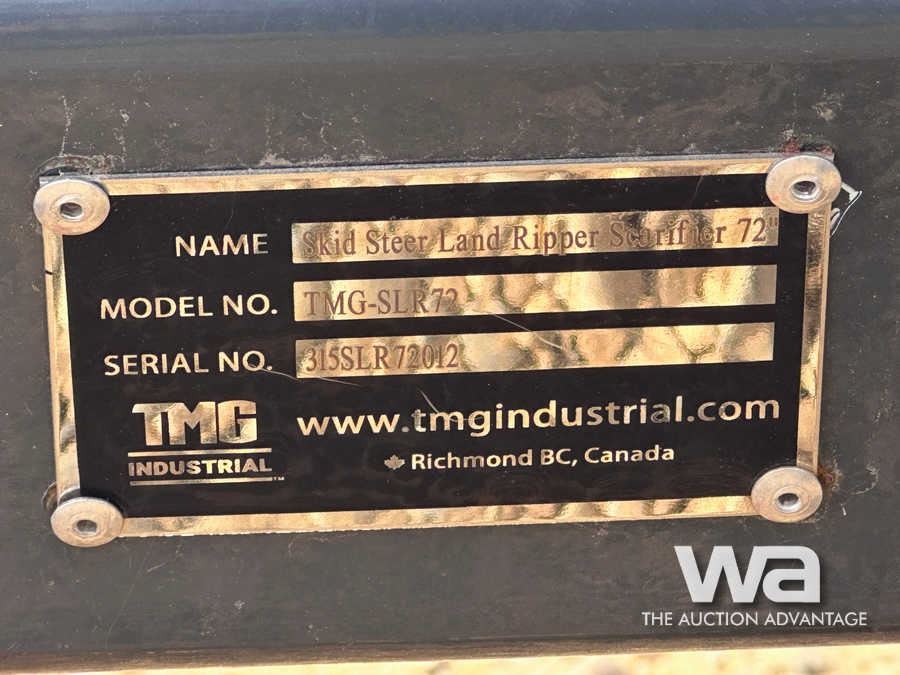 NAME Skid Steer Land Ripper Scarifier 72"
MODEL NO. TMG-SLR72
SERIAL NO. 315SLR72012
TMG
INDUSTRIAL™
www.tmgindustrial.com
Richmond BC, Canada
wa
THE AUCTION ADVANTAGE